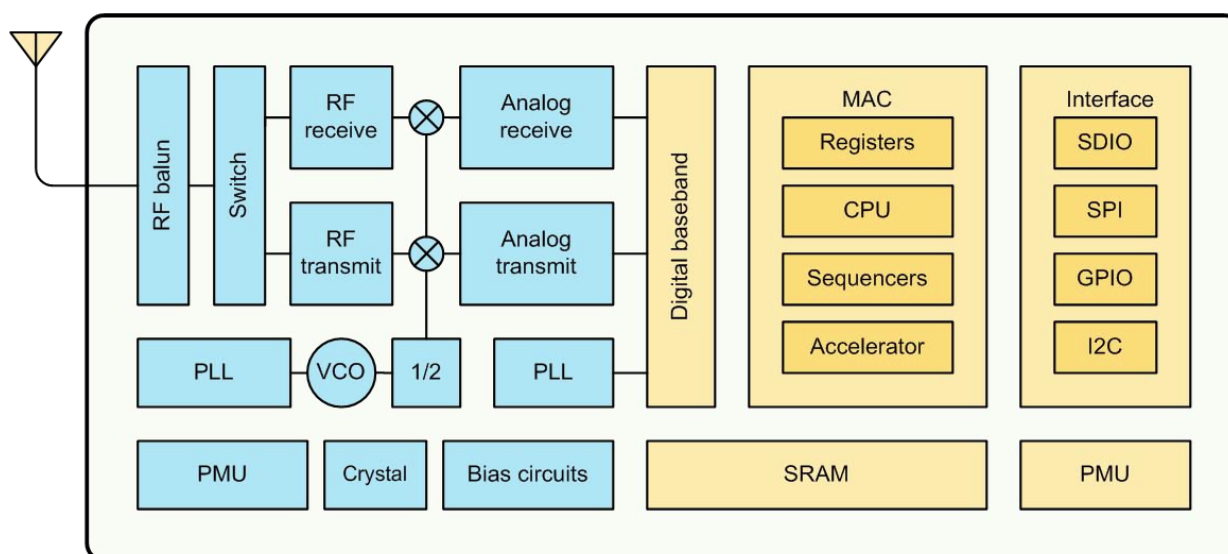 RF balun
Switch
RF
receive
Analog
receive
RF
transmit
Analog
transmit
PLL
VCO
1/2
PLL
Digital baseband
MAC
Registers
CPU
Sequencers
Accelerator
Interface
SDIO
SPI
GPIO
I2C
PMU
Crystal
Bias circuits
SRAM
PMU